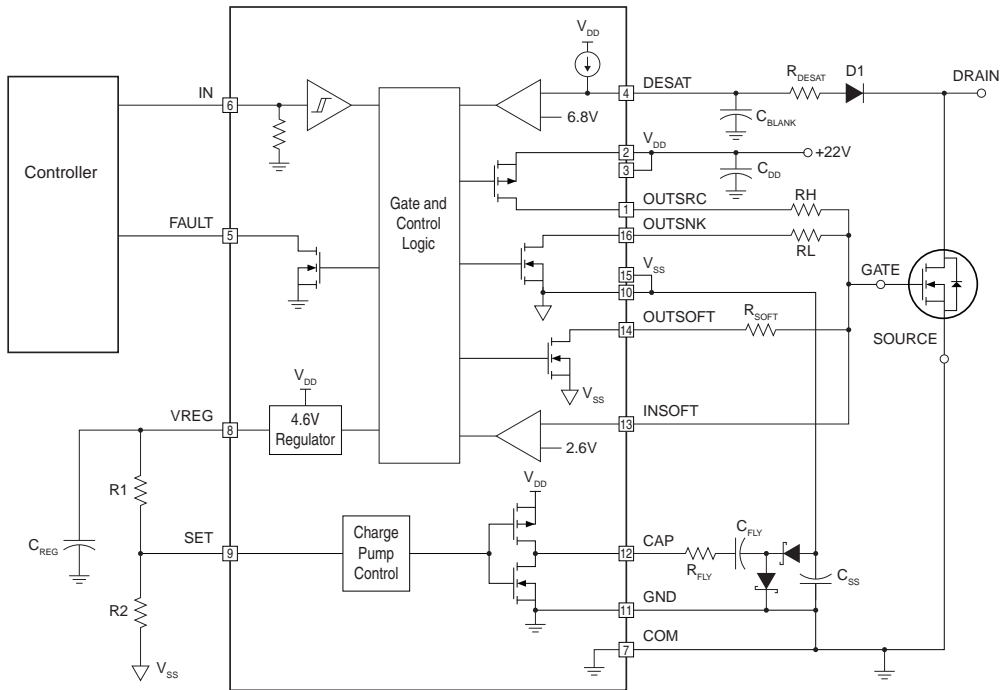 V_DD
IN
6
4
DESAT
R_DESAT
D1
DRAIN
6.8V
C_BLANK
Controller
V_DD
2
3
+22V
C_DD
Gate and
Control
Logic
1
OUTSRC
RH
FAULT
5
16
OUTSNK
RL
15
V_SS
10
GATE
14
OUTSOFT
R_SOFT
SOURCE
V_SS
V_DD
VREG
8
4.6V
Regulator
13
INSOFT
2.6V
R1
V_DD
C_REG
SET
9
Charge
Pump
Control
12
CAP
R_FLY
C_FLY
C_SS
R2
11
GND
7
COM
V_SS